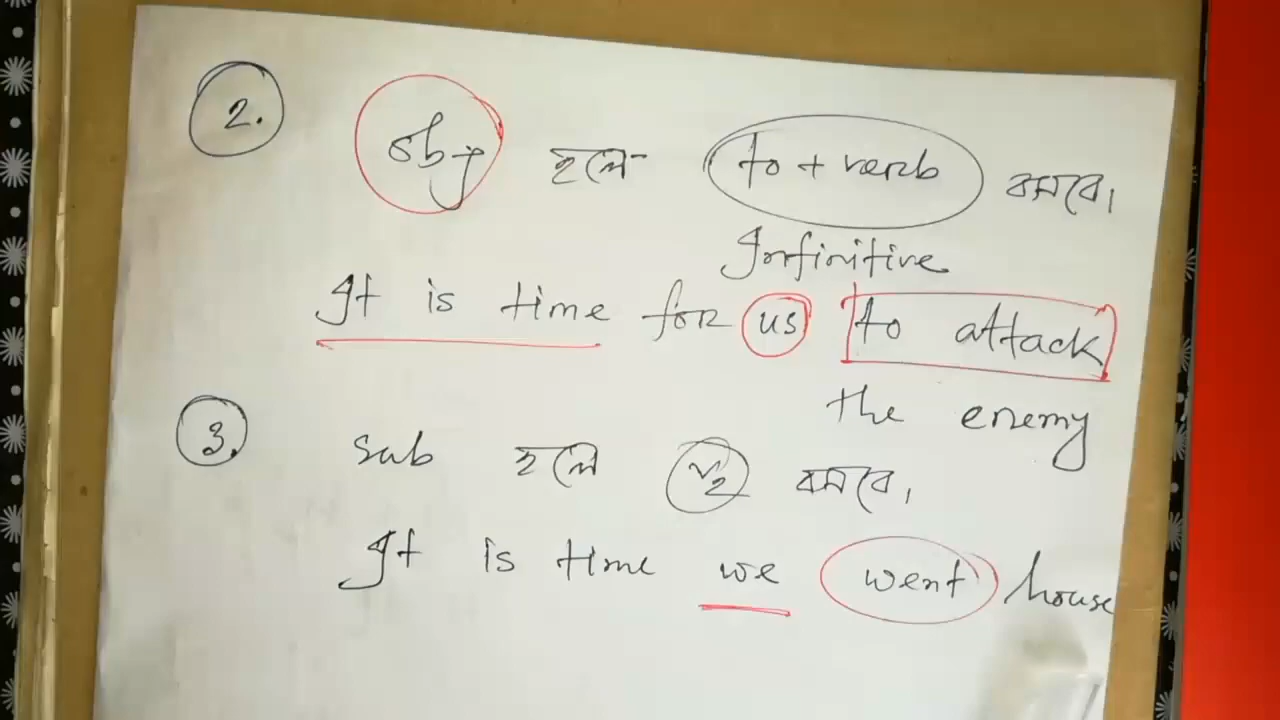 2. obj হলে to + verb বসবে।
Infinitive
It is time for us to attack
the enemy
3. sub হলে V2 বসবে।
It is time we went house